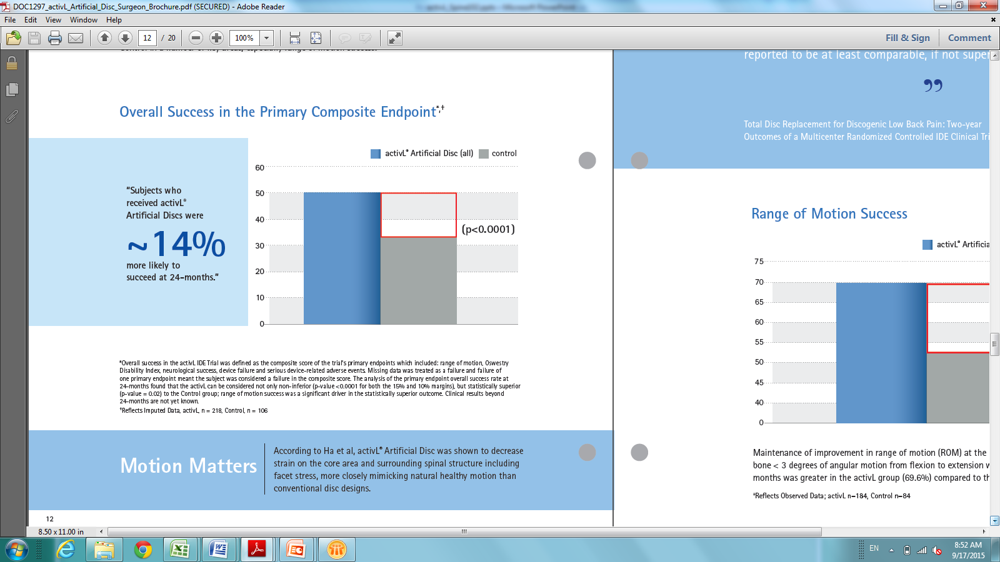 DOC1297_activL_Artificial_Disc_Surgeon_Brochure.pdf (SECURED) - Adobe Reader
File Edit View Window Help
12 / 20 100% Fill & Sign Comment
reported to be at least comparable, if not super
”
Total Disc Replacement for Discogenic Low Back Pain: Two-year
Outcomes of a Multicenter Randomized Controlled IDE Clinical Tri
Overall Success in the Primary Composite Endpoint*,†
activL® Artificial Disc (all) control
60
50
40
30
20
10
0
(p<0.0001)
“Subjects who
received activL®
Artificial Discs were
~14%
more likely to
succeed at 24-months.”
*Overall success in the activL IDE Trial was defined as the composite score of the trial's primary endpoints which included: range of motion, Oswestry
Disability Index, neurological success, device failure and serious device-related adverse events. Missing data was treated as a failure and failure of
one primary endpoint meant the subject was considered a failure in the composite score. The analysis of the primary endpoint overall success rate at
24-months found that the activL can be considered not only non-inferior (p-value <0.0001 for both the 15% and 10% margins), but statistically superior
(p-value = 0.02) to the Control group; range of motion success was a significant driver in the statistically superior outcome. Clinical results beyond
24-months are not yet known.
†Reflects Imputed Data, activL, n = 218, Control, n = 106
Motion Matters
According to Ha et al, activL® Artificial Disc was shown to decrease
strain on the core area and surrounding spinal structure including
facet stress, more closely mimicking natural healthy motion than
conventional disc designs.
12
Range of Motion Success
activL® Artificia
75
70
65
60
55
50
45
40
0
Maintenance of improvement in range of motion (ROM) at the
bone < 3 degrees of angular motion from flexion to extension w
months was greater in the activL group (69.6%) compared to th
†Reflects Observed Data; activL n=184, Control n=84
8.50 x 11.00 in
EN
8:52 AM
9/17/2015